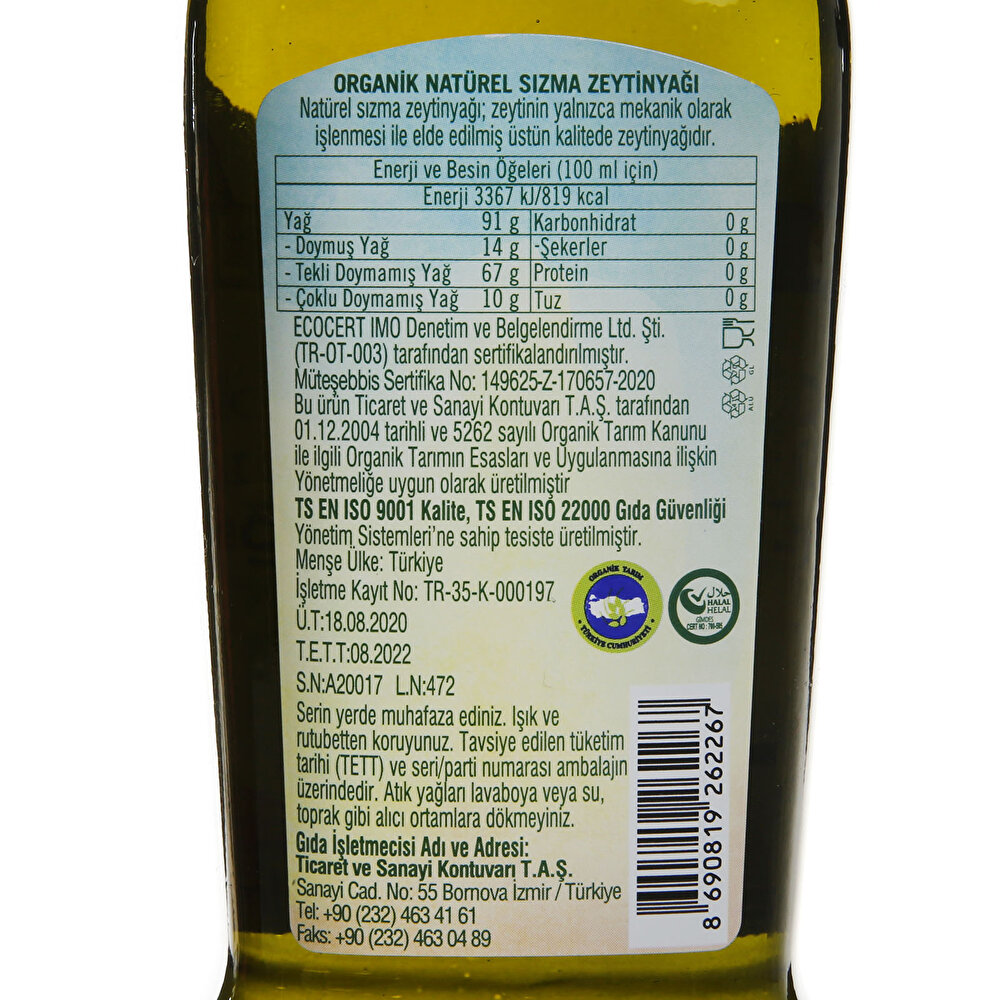 ORGANİK NATÜREL SIZMA ZEYTİNYAĞI
Natürel sızma zeytinyağı; zeytinin yalnızca mekanik olarak
işlenmesi ile elde edilmiş üstün kalitede zeytinyağıdır.
Enerji ve Besin Öğeleri (100 ml için)
Enerji 3367 kJ/819 kcal
Yağ 91 g Karbonhidrat 0 g
- Doymuş Yağ 14 g -Şekerler 0 g
- Tekli Doymamış Yağ 67 g Protein 0 g
- Çoklu Doymamış Yağ 10 g Tuz 0 g
ECOCERT IMO Denetim ve Belgelendirme Ltd. Şti.
(TR-OT-003) tarafından sertifikalandırılmıştır.
Müteşebbis Sertifika No: 149625-Z-170657-2020
Bu ürün Ticaret ve Sanayi Kontuvarı T.A.Ş. tarafından
01.12.2004 tarihli ve 5262 sayılı Organik Tarım Kanunu
ile ilgili Organik Tarımın Esasları ve Uygulanmasına ilişkin
Yönetmeliğe uygun olarak üretilmiştir
TS EN ISO 9001 Kalite, TS EN ISO 22000 Gıda Güvenliği
Yönetim Sistemleri'ne sahip tesiste üretilmiştir.
Menşe Ülke: Türkiye
İşletme Kayıt No: TR-35-K-000197
Ü.T:18.08.2020
T.E.T.T:08.2022
S.N:A20017 L.N:472
GL
ALU
ORGANİK TARIM
TÜRKİYE CUMHURİYETİ
حلال
HALAL
HELAL
GİMDES
Serin yerde muhafaza ediniz. Işık ve
rutubetten koruyunuz. Tavsiye edilen tüketim
tarihi (TETT) ve seri/parti numarası ambalajın
üzerindedir. Atık yağları lavaboya veya su,
toprak gibi alıcı ortamlara dökmeyiniz.
Gıda İşletmecisi Adı ve Adresi:
Ticaret ve Sanayi Kontuvarı T.A.Ş.
Sanayi Cad. No: 55 Bornova İzmir / Türkiye
Tel: +90 (232) 463 41 61
Faks: +90 (232) 463 04 89
8 690819 262267